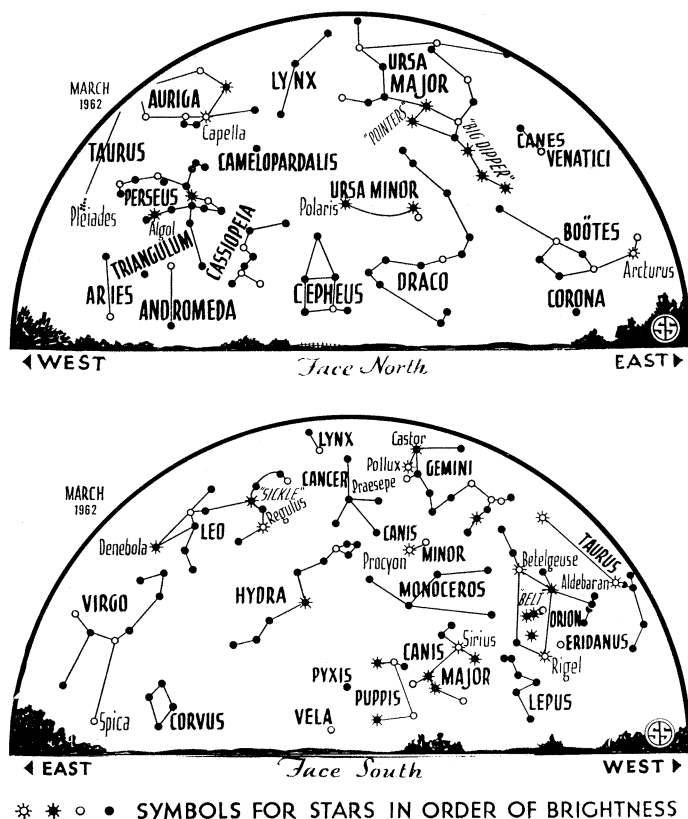 URSA
LYNX
MAJOR
MARCH
1962
AURIGA
Capella
"POINTERS"
"BIG DIPPER"
CANES
VENATICI
TAURUS
CAMELOPARDALIS
PERSEUS
URSA MINOR
Pleiades
Polaris
Algol
CASSIOPEIA
BOÖTES
TRIANGULUM
Arcturus
ARIES
ANDROMEDA
CEPHEUS
DRACO
CORONA
SS
WEST
Face North
EAST
LYNX
Castor
Pollux
GEMINI
CANCER
Praesepe
MARCH
1962
"SICKLE"
Regulus
LEO
Denebola
CANIS
MINOR
Procyon
TAURUS
Betelgeuse
Aldebaran
HYDRA
MONOCEROS
VIRGO
"BELT"
ORION
ERIDANUS
Sirius
CANIS
MAJOR
Rigel
PYXIS
PUPPIS
LEPUS
Spica
CORVUS
VELA
SS
EAST
Face South
WEST
SYMBOLS FOR STARS IN ORDER OF BRIGHTNESS